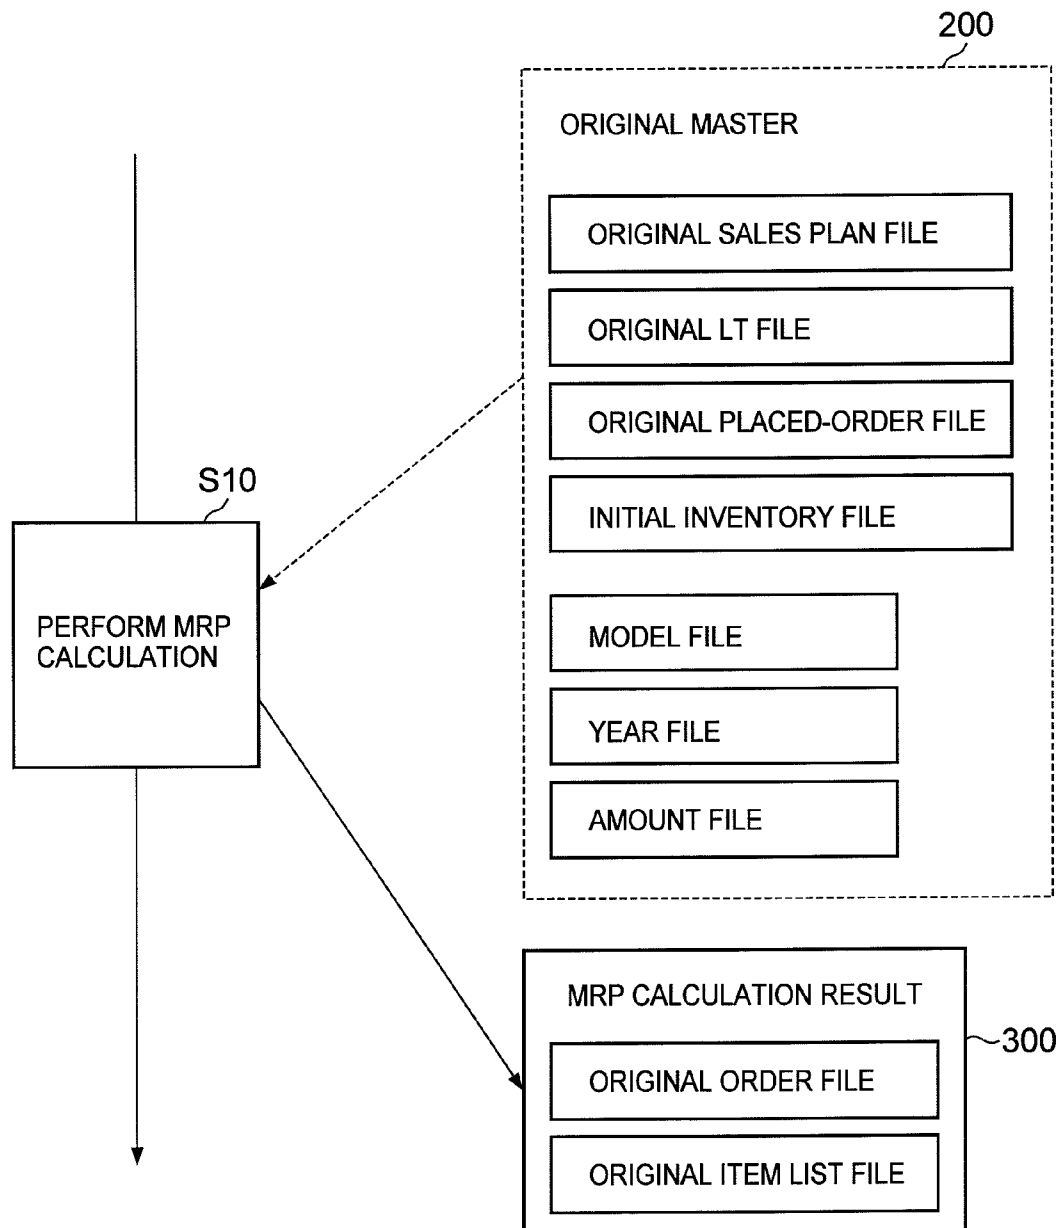 200
ORIGINAL MASTER
ORIGINAL SALES PLAN FILE
ORIGINAL LT FILE
ORIGINAL PLACED-ORDER FILE
INITIAL INVENTORY FILE
MODEL FILE
YEAR FILE
AMOUNT FILE
S10
PERFORM MRP
CALCULATION
MRP CALCULATION RESULT
300
ORIGINAL ORDER FILE
ORIGINAL ITEM LIST FILE